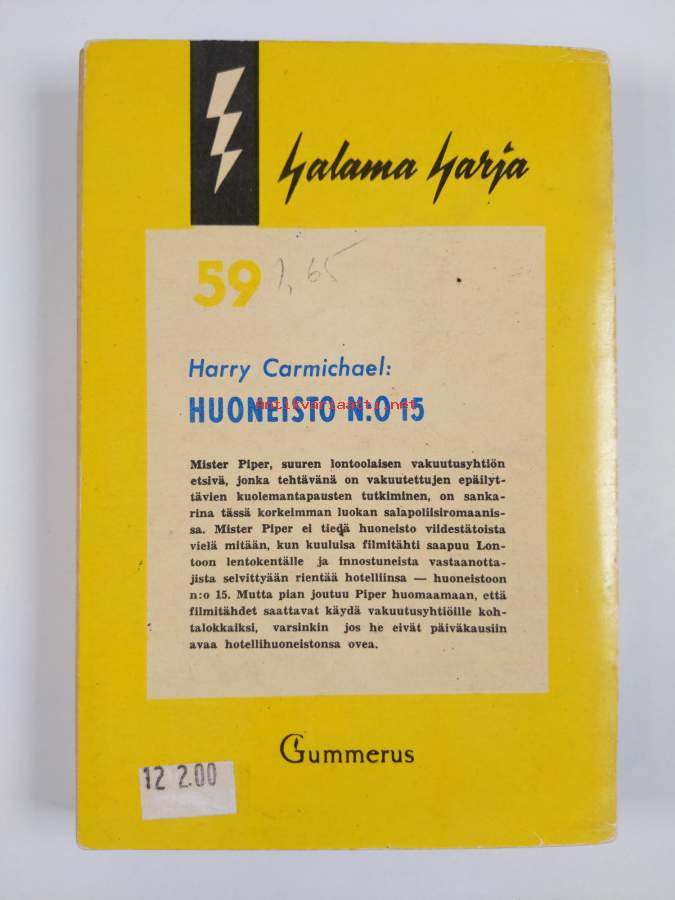 Salama Sarja
59 1,65
Harry Carmichael:
HUONEISTO N:O 15
antikvariaatti.net
Mister Piper, suuren lontoolaisen vakuutusyhtiön
etsivä, jonka tehtävänä on vakuutettujen epäilyt-
tävien kuolemantapausten tutkiminen, on sanka-
rina tässä korkeimman luokan salapoliisiromaanis-
sa. Mister Piper ei tiedä huoneisto viidestätoista
vielä mitään, kun kuuluisa filmitähti saapuu Lon-
toon lentokentälle ja innostuneista vastaanotta-
jista selvittyään rientää hotelliinsa — huoneistoon
n:o 15. Mutta pian joutuu Piper huomaamaan, että
filmitähdet saattavat käydä vakuutusyhtiöille koh-
talokkaiksi, varsinkin jos he eivät päiväkausiin
avaa hotellihuoneistonsa ovea.
Gummerus
12 2.00